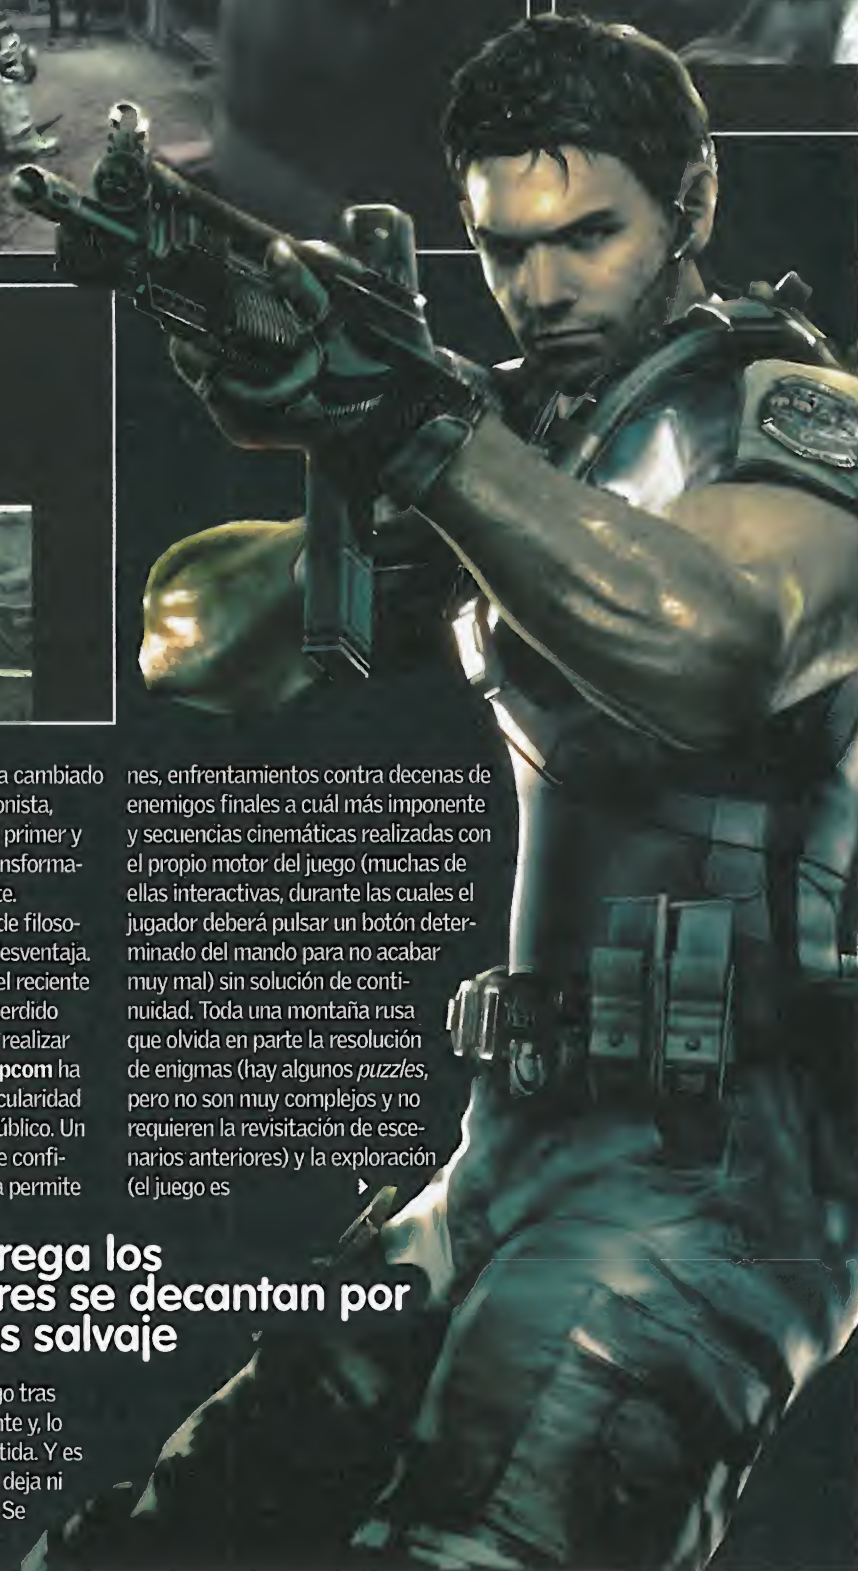 a cambiado
onista,
primer y
nsforma-
te.
de filoso-
esventaja.
el reciente
erdido
realizar
pcom ha
cularidad
úblico. Un
e confi-
a permite
nes, enfrentamientos contra decenas de
enemigos finales a cuál más imponente
y secuencias cinemáticas realizadas con
el propio motor del juego (muchas de
ellas interactivas, durante las cuales el
jugador deberá pulsar un botón deter-
minado del mando para no acabar
muy mal) sin solución de conti-
nuidad. Toda una montaña rusa
que olvida en parte la resolución
de enigmas (hay algunos puzzles,
pero no son muy complejos y no
requieren la revisitación de esce-
narios anteriores) y la exploración
(el juego es
rega los
res se decantan por
s salvaje
go tras
nte y, lo
tida. Y es
deja ni
Se